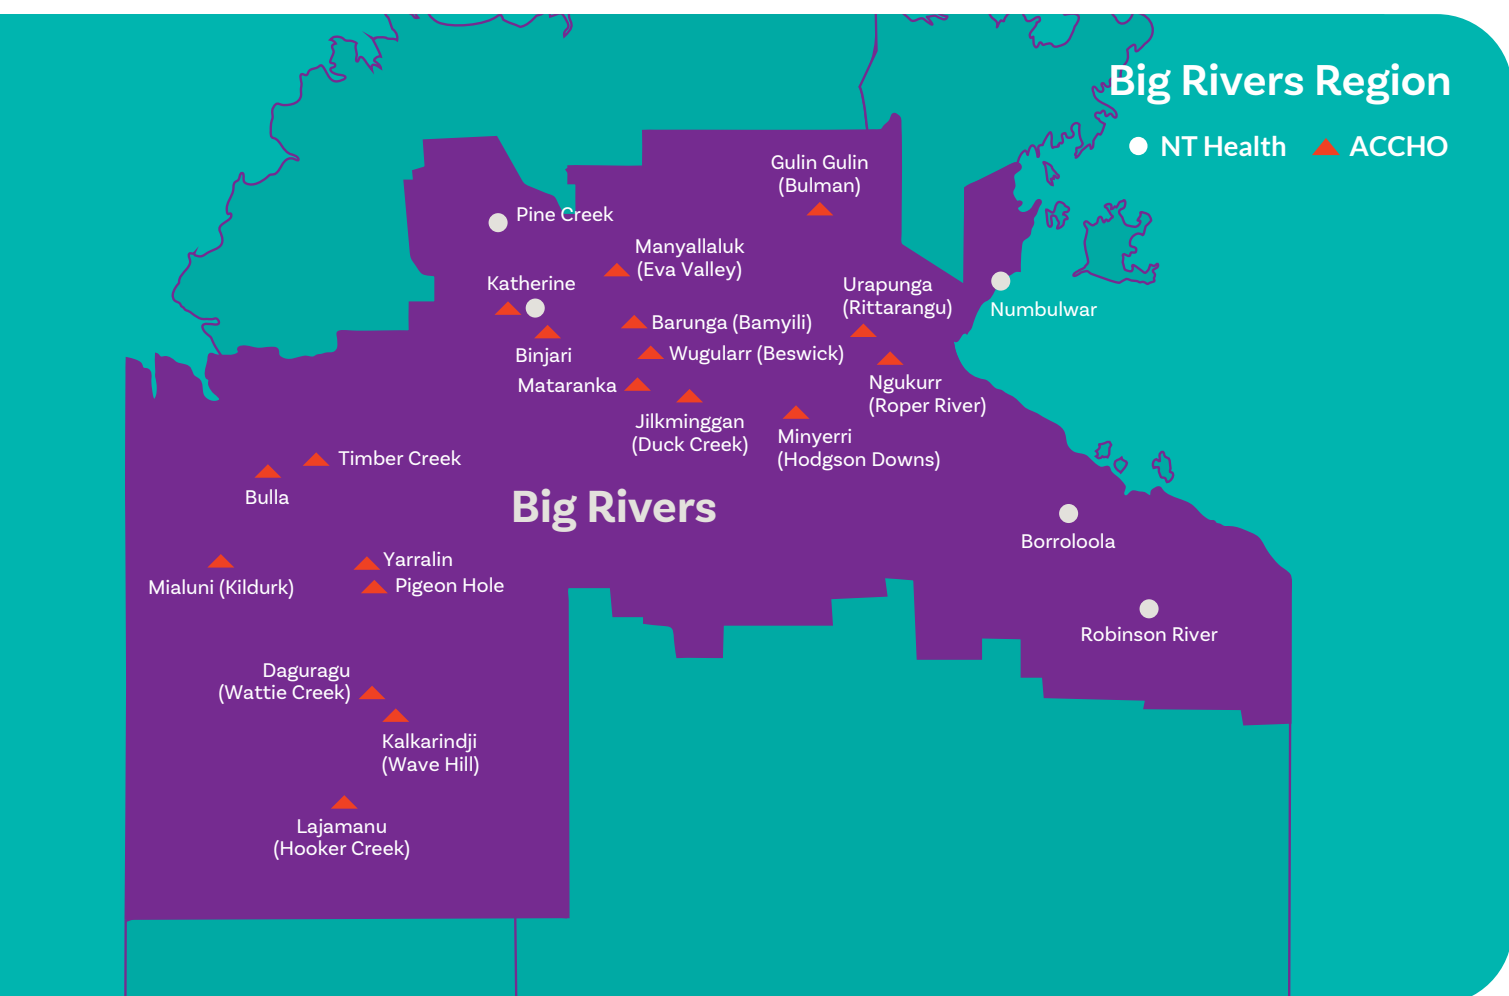 Big Rivers Region
NT Health
ACCHO
Gulin Gulin
(Bulman)
Pine Creek
Manyallaluk
(Eva Valley)
Katherine
Urapunga
(Rittarangu)
Numbulwar
Barunga (Bamyili)
Binjari
Wugularr (Beswick)
Mataranka
Ngukurr
(Roper River)
Jilkminggan
(Duck Creek)
Minyerri
(Hodgson Downs)
Timber Creek
Bulla
Big Rivers
Borroloola
Yarralin
Mialuni (Kildurk)
Pigeon Hole
Robinson River
Daguragu
(Wattie Creek)
Kalkarindji
(Wave Hill)
Lajamanu
(Hooker Creek)